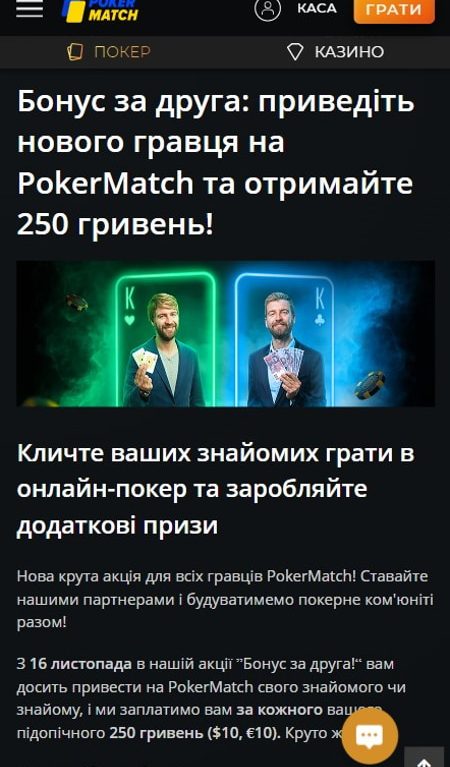 POKER
MATCH
КАСА
ГРАТИ
ПОКЕР
КАЗИНО
Бонус за друга: приведіть
нового гравця на
PokerMatch та отримайте
250 гривень!
K
K
Кличте ваших знайомих грати в
онлайн-покер та заробляйте
додаткові призи
Нова крута акція для всіх гравців PokerMatch! Ставайте
нашими партнерами і будуватимемо покерне ком'юніті
разом!
З 16 листопада в нашій акції ”Бонус за друга!“ вам
досить привести на PokerMatch свого знайомого чи
знайому, і ми заплатимо вам за кожного вашого
підопічного 250 гривень ($10, €10). Круто